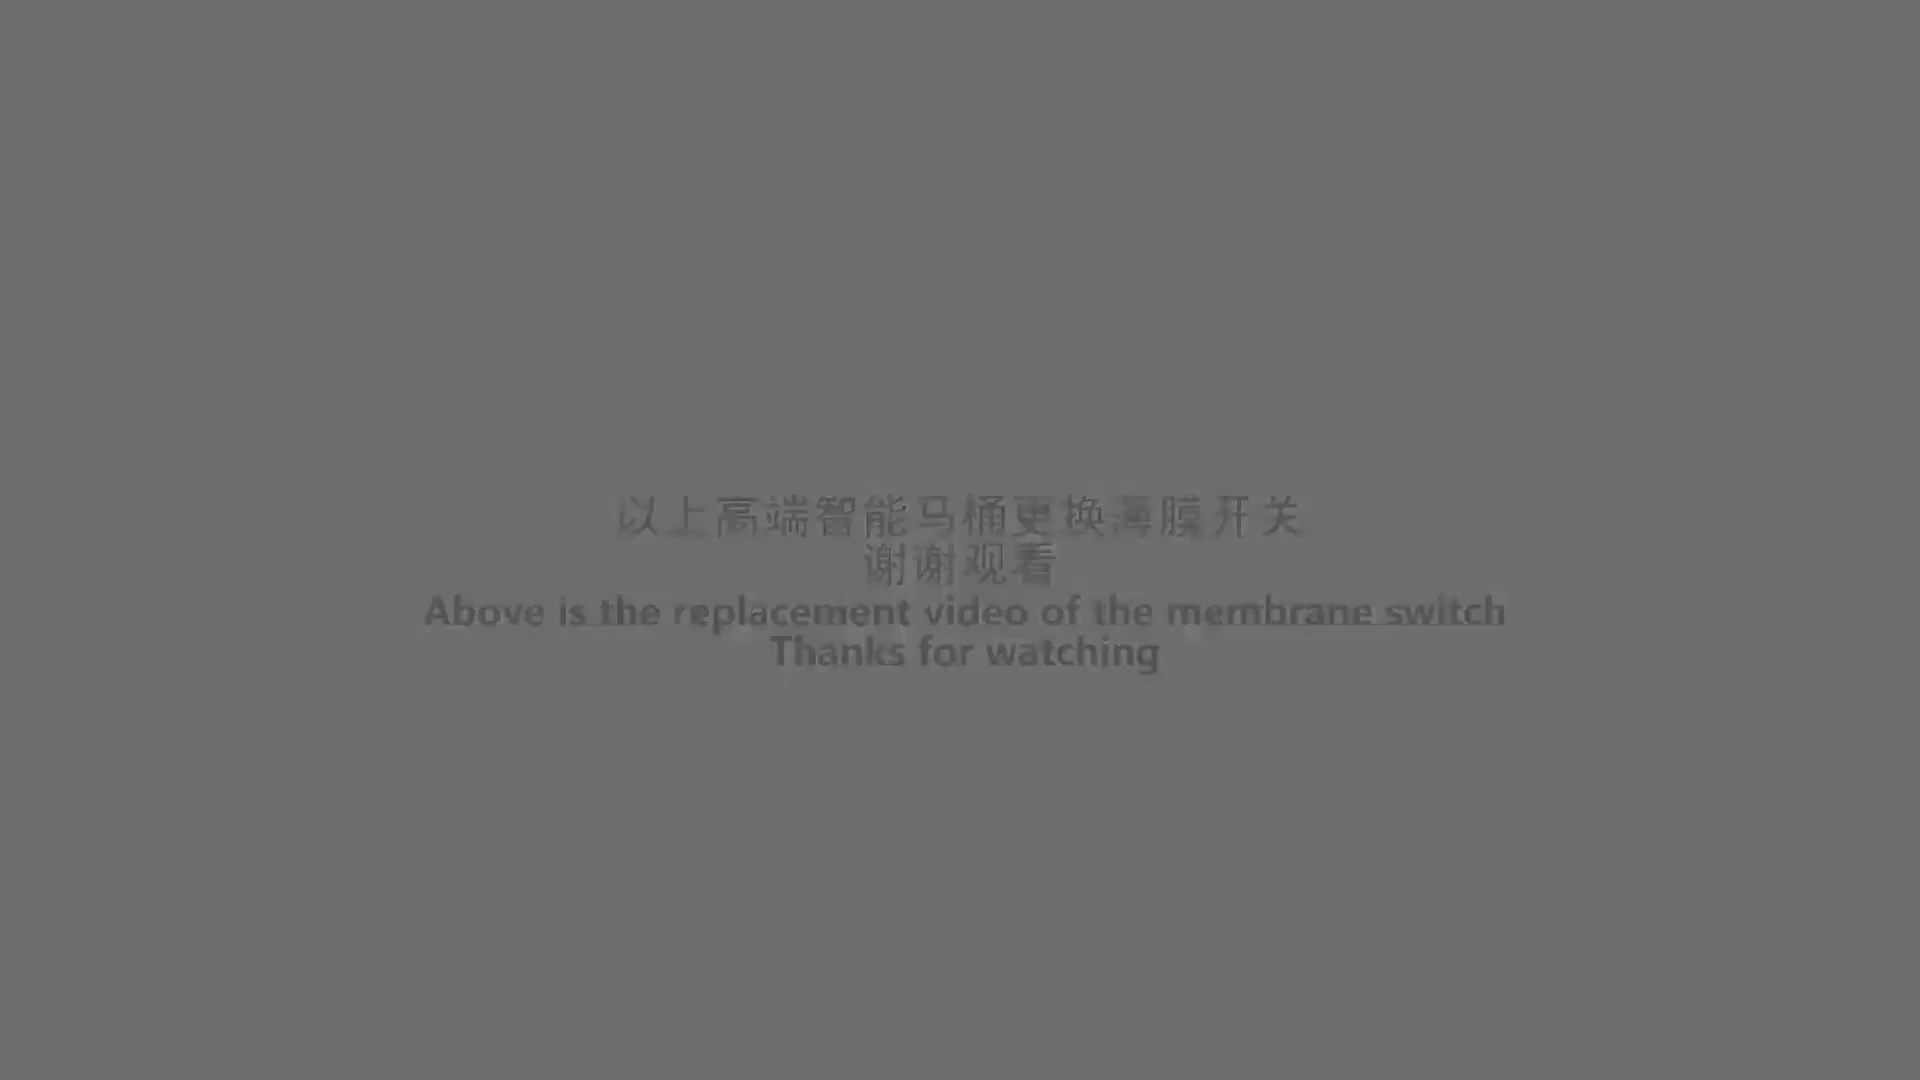 以上高端智能马桶更换薄膜开关
谢谢观看
Above is the replacement video of the membrane switch
Thanks for watching